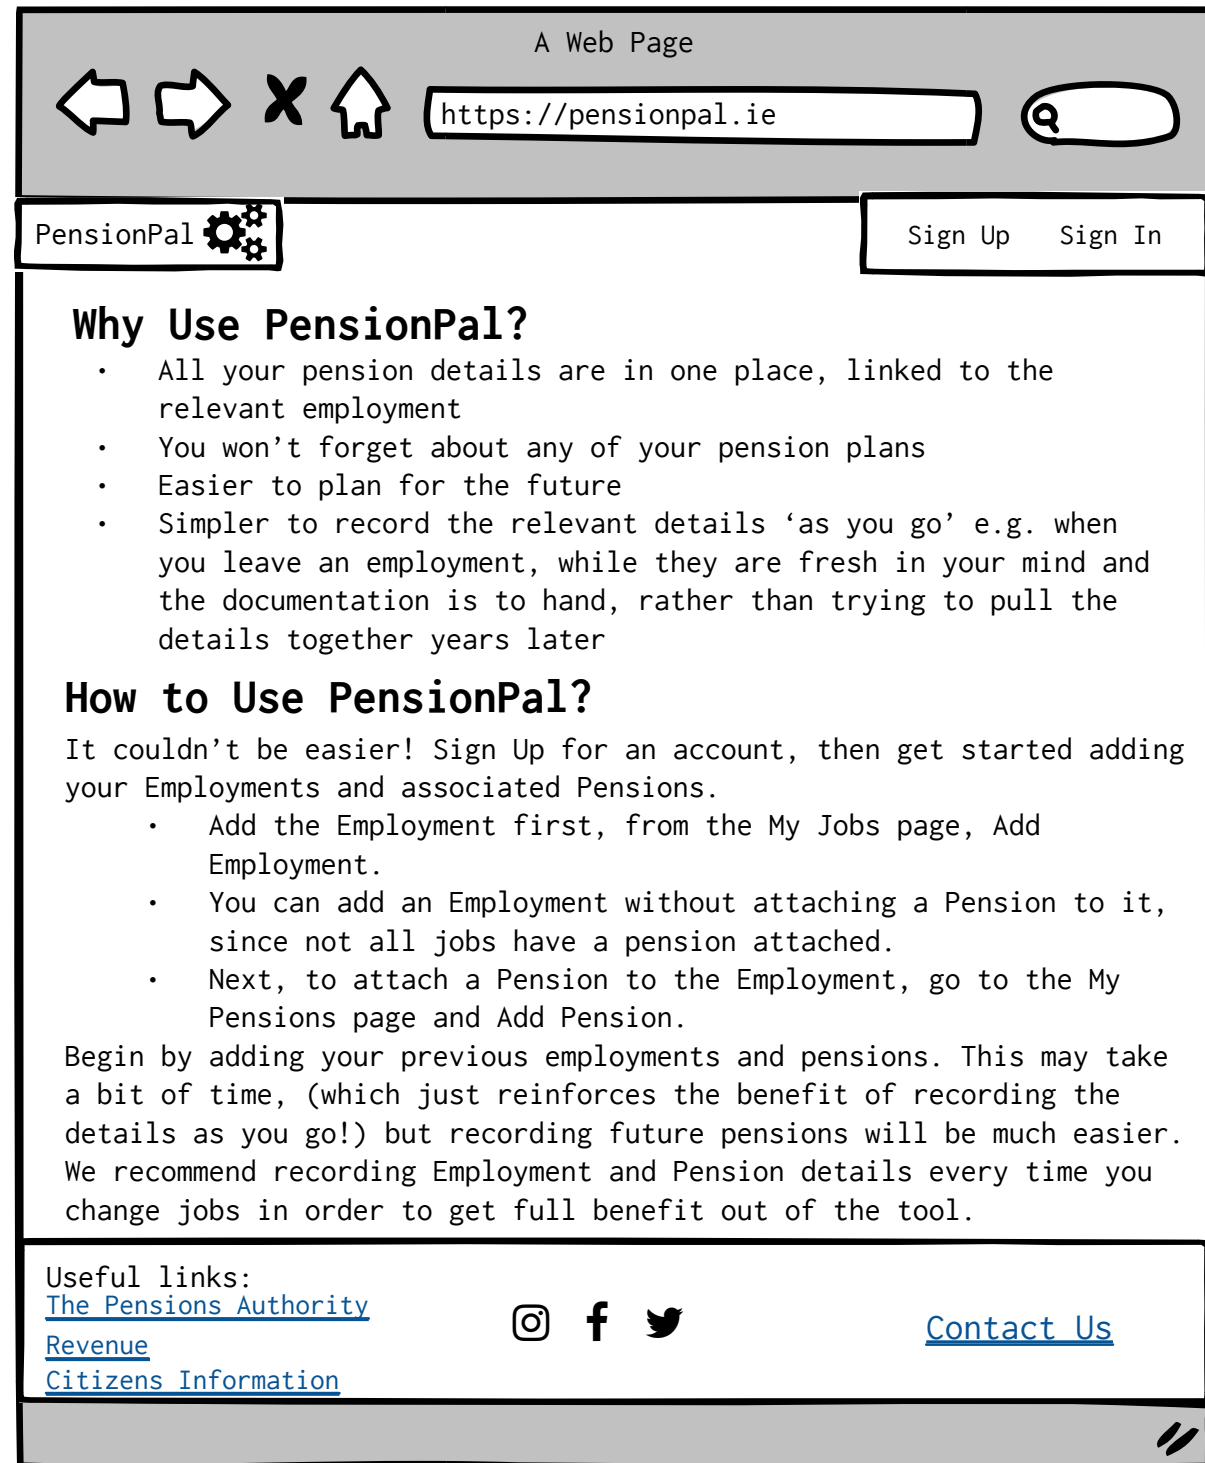 A Web Page
https://pensionpal.ie
PensionPal
Sign Up Sign In
Why Use PensionPal?
• All your pension details are in one place, linked to the
relevant employment
• You won’t forget about any of your pension plans
• Easier to plan for the future
• Simpler to record the relevant details ‘as you go’ e.g. when
you leave an employment, while they are fresh in your mind and
the documentation is to hand, rather than trying to pull the
details together years later
How to Use PensionPal?
It couldn’t be easier! Sign Up for an account, then get started adding
your Employments and associated Pensions.
• Add the Employment first, from the My Jobs page, Add
Employment.
• You can add an Employment without attaching a Pension to it,
since not all jobs have a pension attached.
• Next, to attach a Pension to the Employment, go to the My
Pensions page and Add Pension.
Begin by adding your previous employments and pensions. This may take
a bit of time, (which just reinforces the benefit of recording the
details as you go!) but recording future pensions will be much easier.
We recommend recording Employment and Pension details every time you
change jobs in order to get full benefit out of the tool.
Useful links:
The Pensions Authority
Revenue
Citizens Information
Contact Us